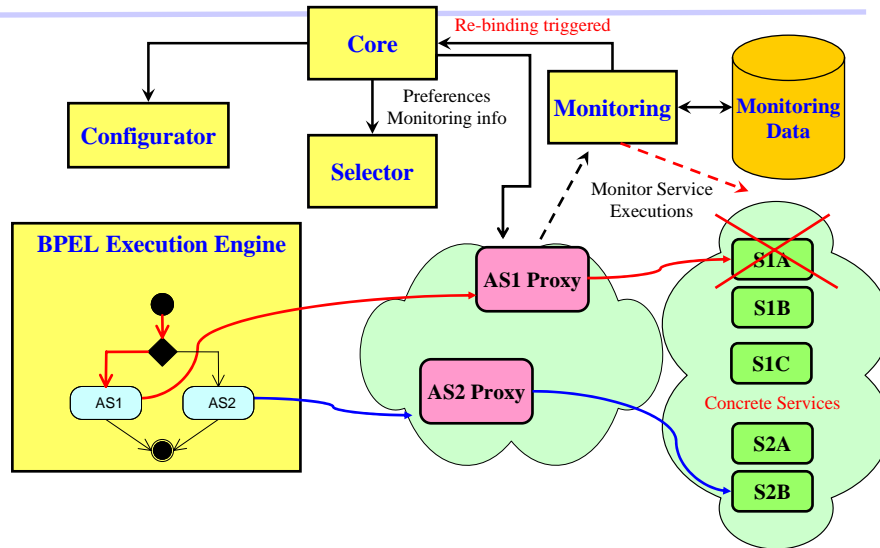 Re-binding triggered
Core
Preferences
Monitoring info
Monitoring
Monitoring
Data
Configurator
Selector
Monitor Service
Executions
BPEL Execution Engine
AS1 Proxy
S1A
S1B
S1C
AS1
AS2
AS2 Proxy
Concrete Services
S2A
S2B